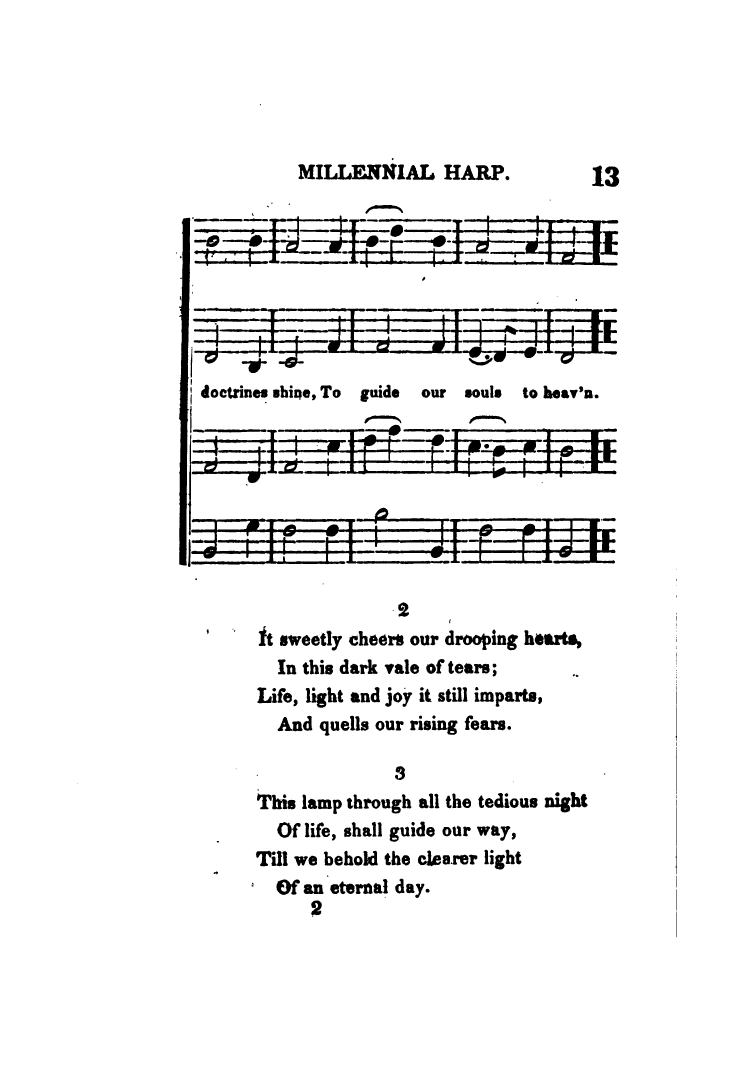 MILLENNIAL HARP. 13
doctrines shine, To guide our souls to heav'n.
2
It sweetly cheers our drooping hearts,
In this dark vale of tears;
Life, light and joy it still imparts,
And quells our rising fears.
3
This lamp through all the tedious night
Of life, shall guide our way,
Till we behold the clearer light
Of an eternal day.
2